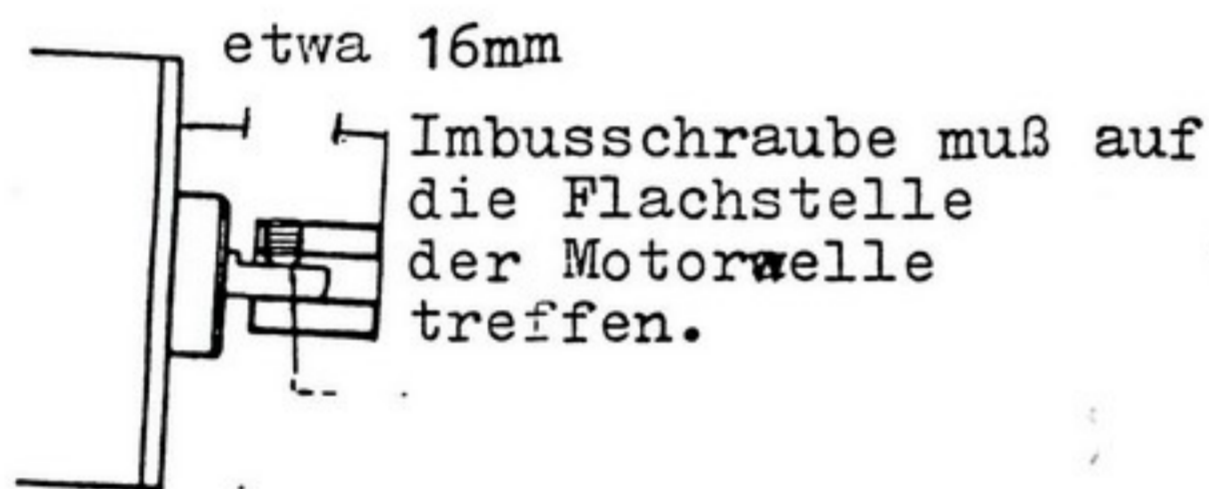 etwa 16mm
Imbusschraube muß auf
die Flachstelle
der Motorwelle
treffen.